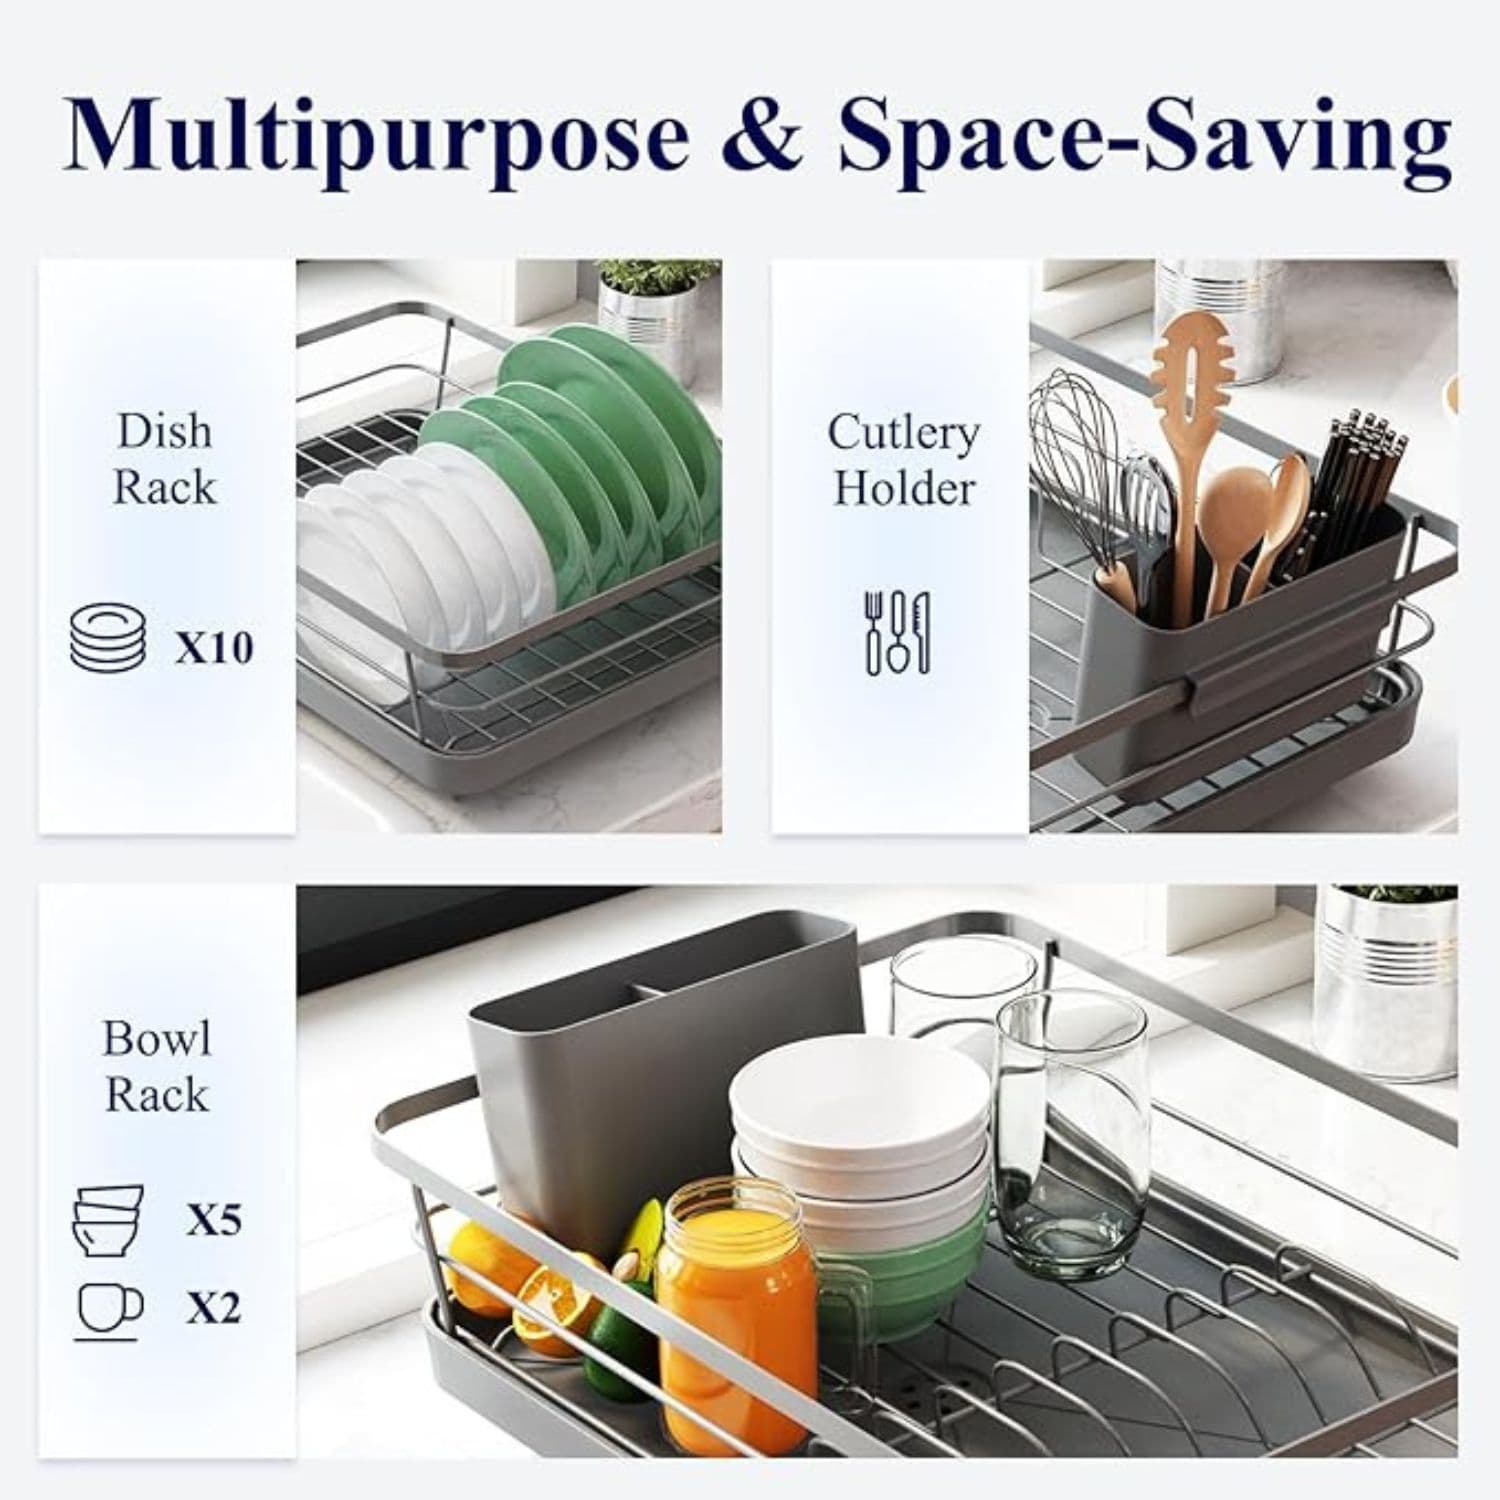 Multipurpose & Space-Saving
Dish
Rack
X10
Cutlery
Holder
Bowl
Rack
X5
X2